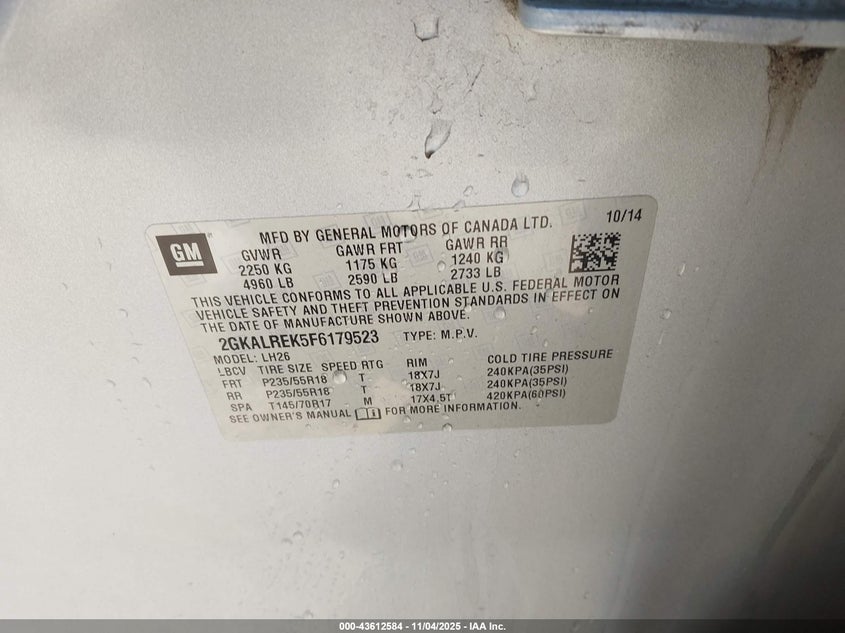 GM
MFD BY GENERAL MOTORS OF CANADA LTD. 10/14
GVWR GAWR FRT GAWR RR
2250 KG 1175 KG 1240 KG
4960 LB 2590 LB 2733 LB
THIS VEHICLE CONFORMS TO ALL APPLICABLE U.S. FEDERAL MOTOR
VEHICLE SAFETY AND THEFT PREVENTION STANDARDS IN EFFECT ON
THE DATE OF MANUFACTURE SHOWN ABOVE.
2GKALREK5F6179523 TYPE: M.P.V.
MODEL: LH26
LBCV TIRE SIZE SPEED RTG RIM COLD TIRE PRESSURE
FRT P235/55R18 T 18X7J 240KPA(35PSI)
RR P235/55R18 T 18X7J 240KPA(35PSI)
SPA T145/70R17 M 17X4.5T 420KPA(60PSI)
SEE OWNER'S MANUAL FOR MORE INFORMATION.
000-43612584 - 11/04/2025 - IAA Inc.